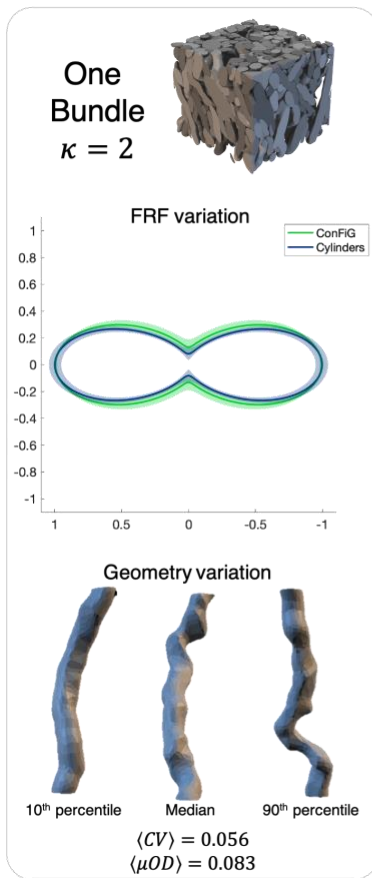 One
Bundle
κ = 2
FRF variation
ConFiG
Cylinders
1
0.8
0.6
0.4
0.2
0
-0.2
-0.4
-0.6
-0.8
-1
1 0.5 0 -0.5 -1
Geometry variation
10th percentile Median 90th percentile
⟨CV⟩ = 0.056
⟨μOD⟩ = 0.083